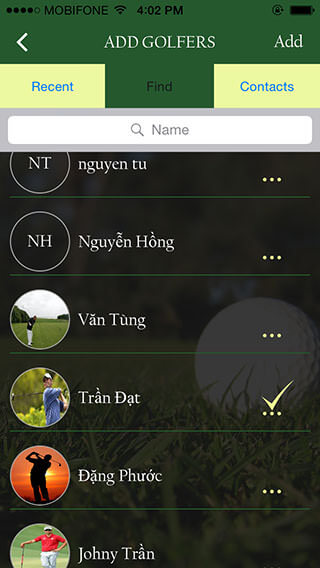 MOBIFONE 4:02 PM
ADD GOLFERS Add
Recent Find Contacts
Name
NT nguyen tu
NH Nguyễn Hồng
Văn Tùng
Trần Đạt
Đặng Phước
Johny Trần